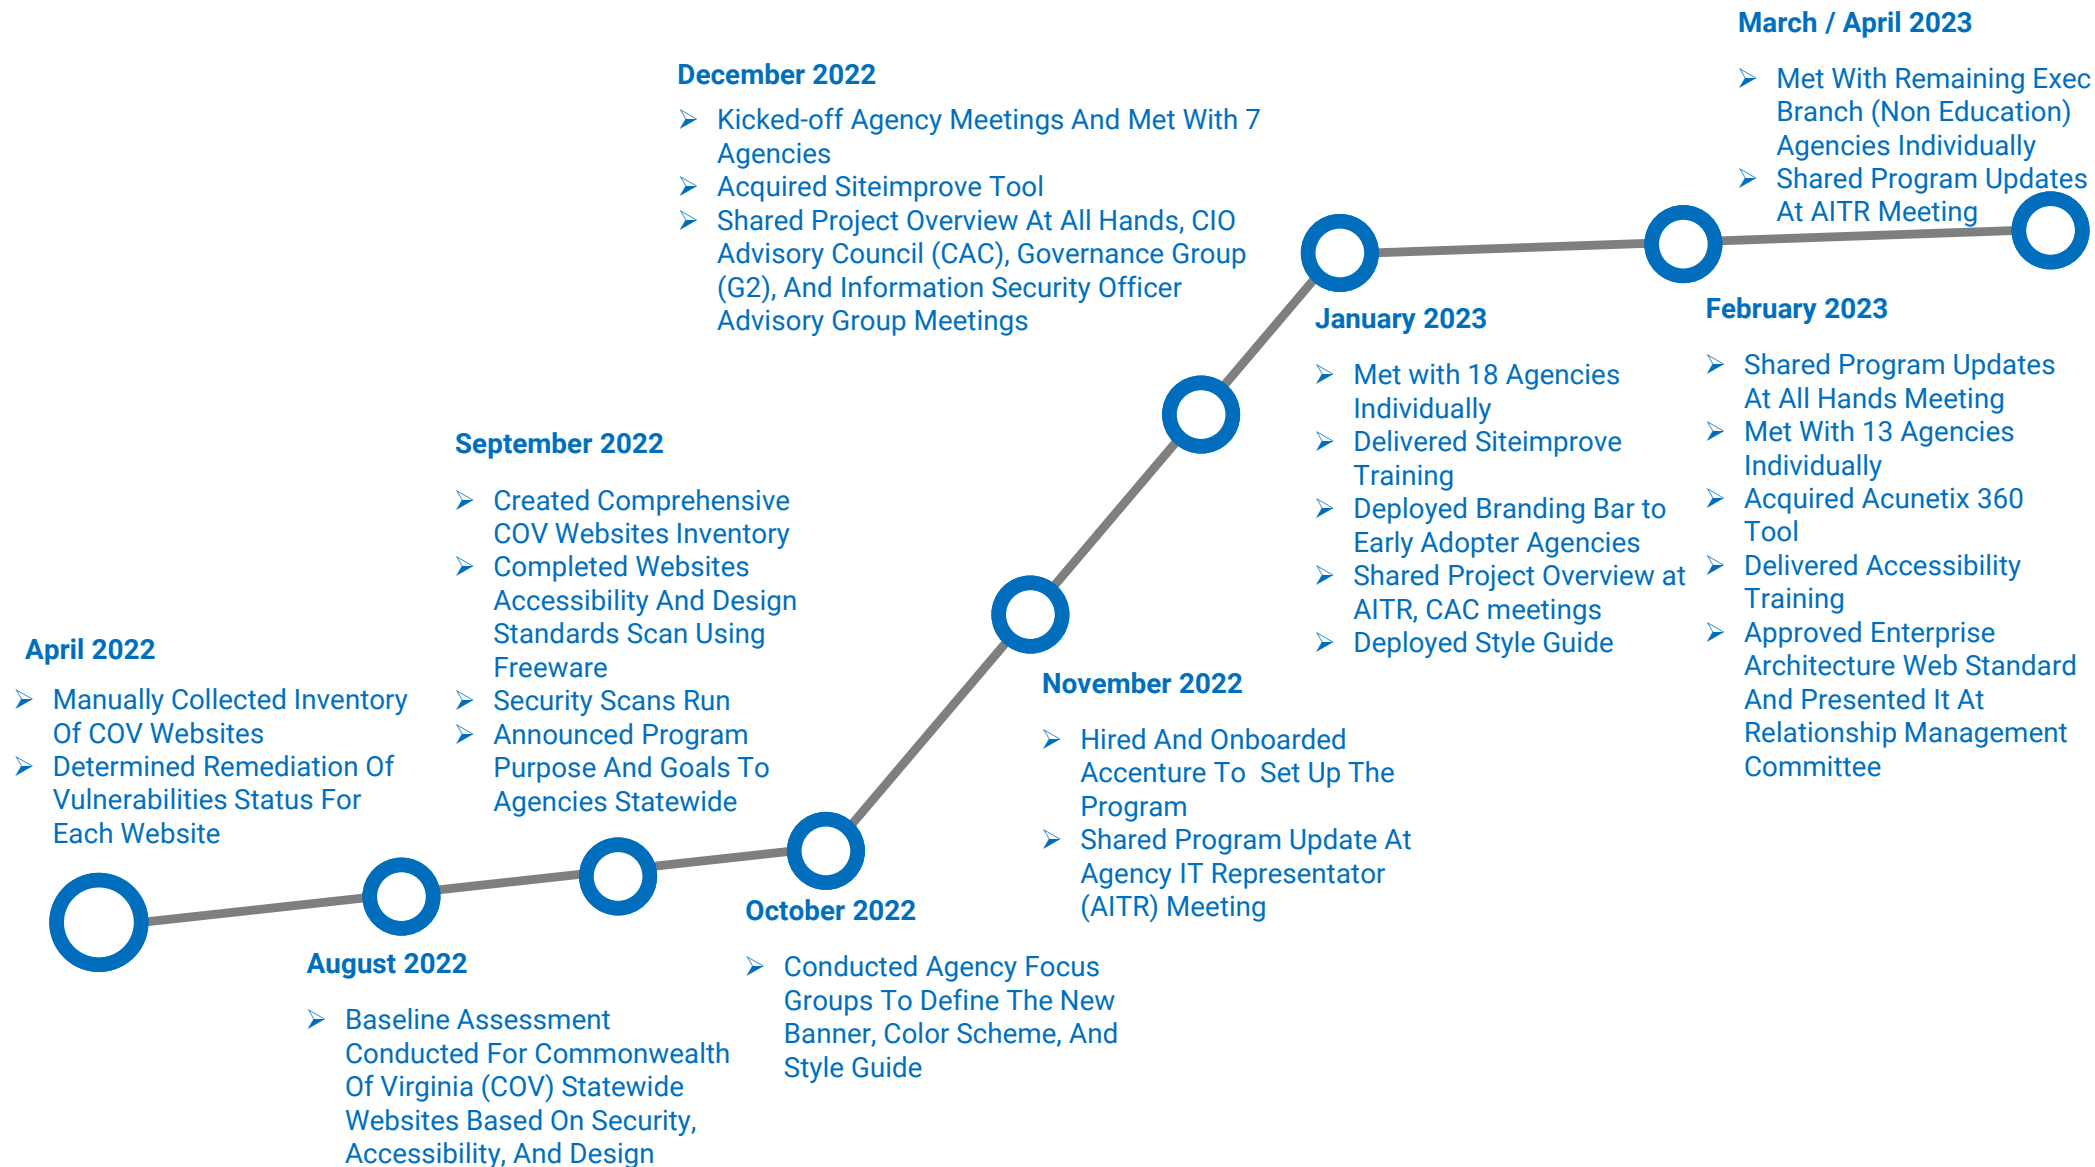 April 2022
➢ Manually Collected Inventory
Of COV Websites
➢ Determined Remediation Of
Vulnerabilities Status For
Each Website
August 2022
➢ Baseline Assessment
Conducted For Commonwealth
Of Virginia (COV) Statewide
Websites Based On Security,
Accessibility, And Design
September 2022
➢ Created Comprehensive
COV Websites Inventory
➢ Completed Websites
Accessibility And Design
Standards Scan Using
Freeware
➢ Security Scans Run
➢ Announced Program
Purpose And Goals To
Agencies Statewide
October 2022
➢ Conducted Agency Focus
Groups To Define The New
Banner, Color Scheme, And
Style Guide
November 2022
➢ Hired And Onboarded
Accenture To  Set Up The
Program
➢ Shared Program Update At
Agency IT Representator
(AITR) Meeting
December 2022
➢ Kicked-off Agency Meetings And Met With 7
Agencies
➢ Acquired Siteimprove Tool
➢ Shared Project Overview At All Hands, CIO
Advisory Council (CAC), Governance Group
(G2), And Information Security Officer
Advisory Group Meetings
January 2023
➢ Met with 18 Agencies
Individually
➢ Delivered Siteimprove
Training
➢ Deployed Branding Bar to
Early Adopter Agencies
➢ Shared Project Overview at
AITR, CAC meetings
➢ Deployed Style Guide
February 2023
➢ Shared Program Updates
At All Hands Meeting
➢ Met With 13 Agencies
Individually
➢ Acquired Acunetix 360
Tool
➢ Delivered Accessibility
Training
➢ Approved Enterprise
Architecture Web Standard
And Presented It At
Relationship Management
Committee
March / April 2023
➢ Met With Remaining Exec
Branch (Non Education)
Agencies Individually
➢ Shared Program Updates
At AITR Meeting